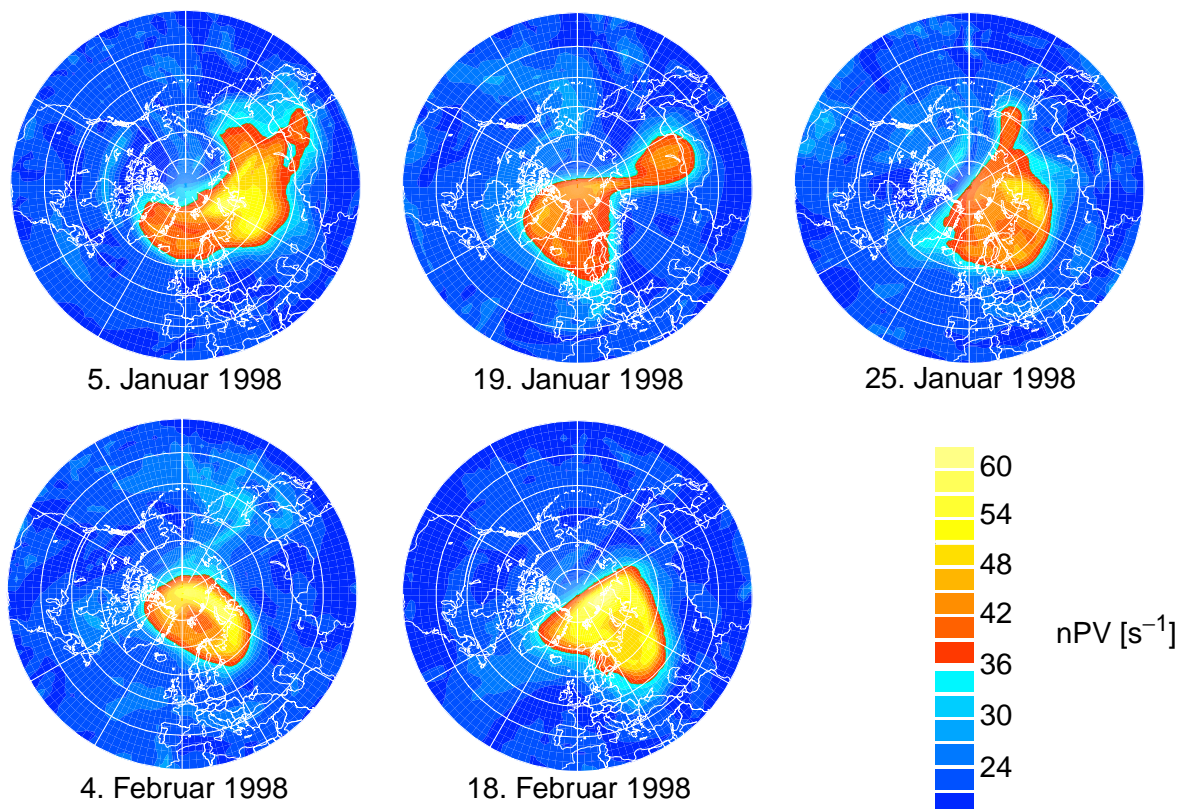 5. Januar 1998
19. Januar 1998
25. Januar 1998
4. Februar 1998
18. Februar 1998
60
54
48
42
36
30
24
nPV [s⁻¹]